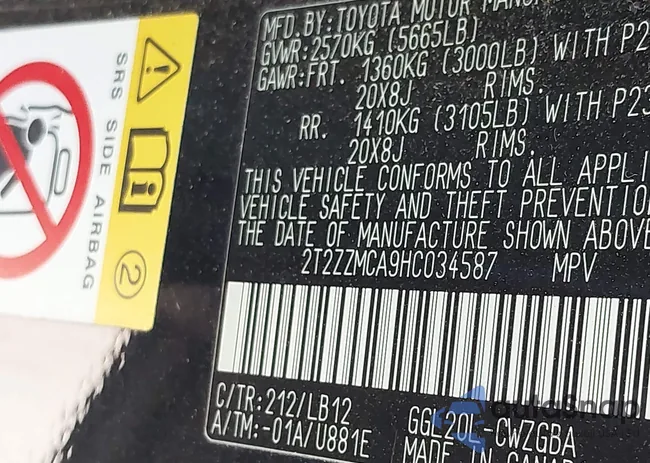 MFD. BY: TOYOTA MOTOR
GVWR: 2570KG (5665LB)
GAWR: FRT. 1360KG (3000LB) WITH
20X8J RIMS.
RR. 1410KG (3105LB) WITH
20X8J RIMS.
THIS VEHICLE CONFORMS TO ALL
VEHICLE SAFETY AND THEFT
THE DATE OF MANUFACTURE SHOWN ABOVE
2T2ZZMCA9HC034587 MPV
C/TR: 212/LB12
A/TM: -01A/U881E
GGL20L-CWZGBA
MADE IN
SRS SIDE AIRBAG
2
autosnap